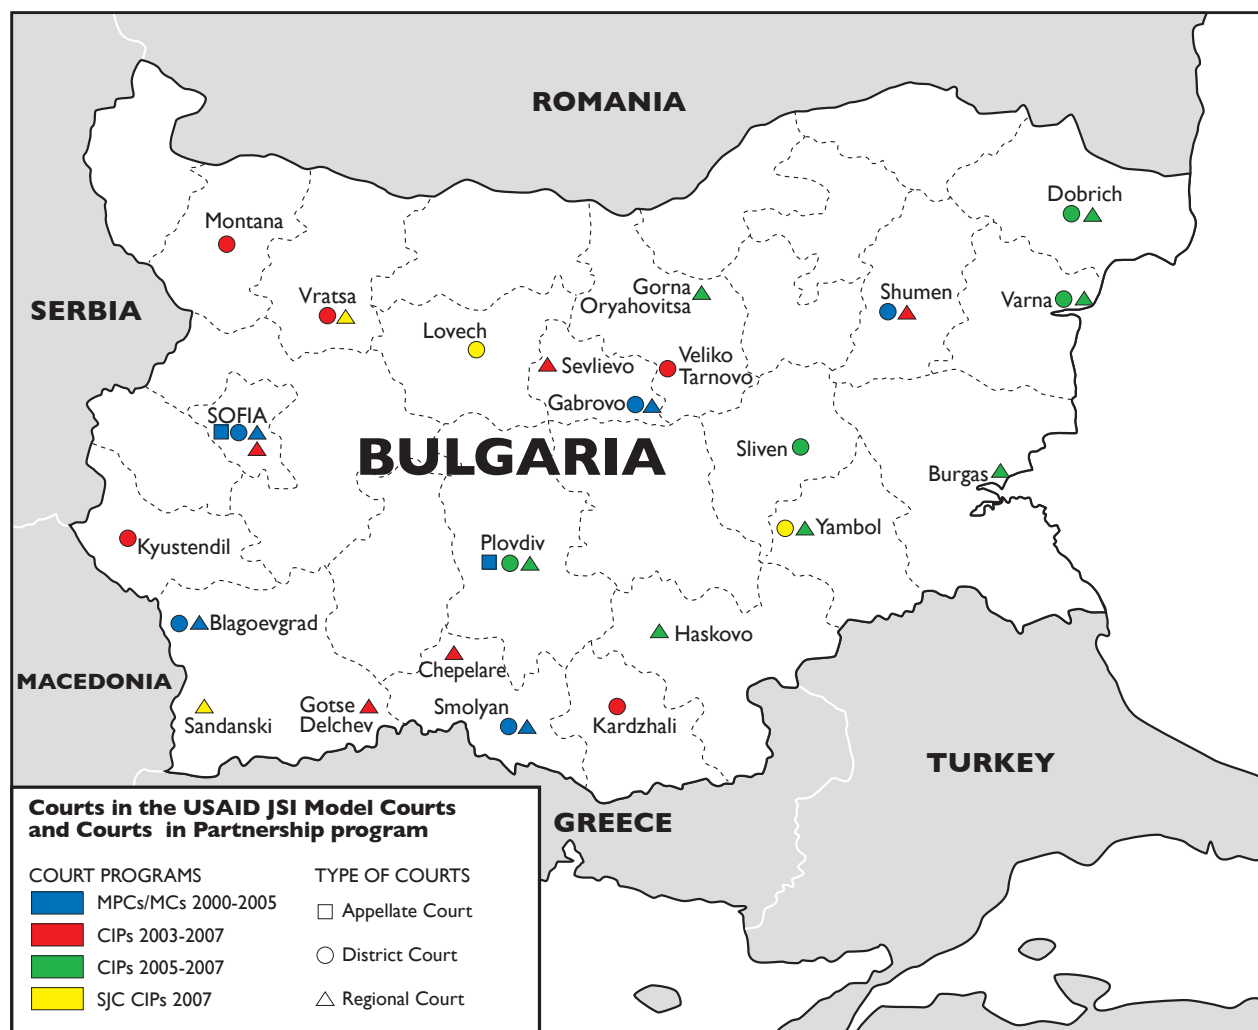 ROMANIA
Dobrich
Montana
Gorna
Oryahovitsa
Shumen
Varna
Vratsa
SERBIA
Lovech
Sevlievo
Veliko
Tarnovo
Gabrovo
SOFIA
BULGARIA
Sliven
Burgas
Yambol
Kyustendil
Plovdiv
Blagoevgrad
Haskovo
Chepelare
MACEDONIA
Sandanski
Gotse
Delchev
Smolyan
Kardzhali
TURKEY
GREECE
Courts in the USAID JSI Model Courts
and Courts in Partnership program
COURT PROGRAMS
MPCs/MCs 2000-2005
CIPs 2003-2007
CIPs 2005-2007
SJC CIPs 2007
TYPE OF COURTS
Appellate Court
District Court
Regional Court